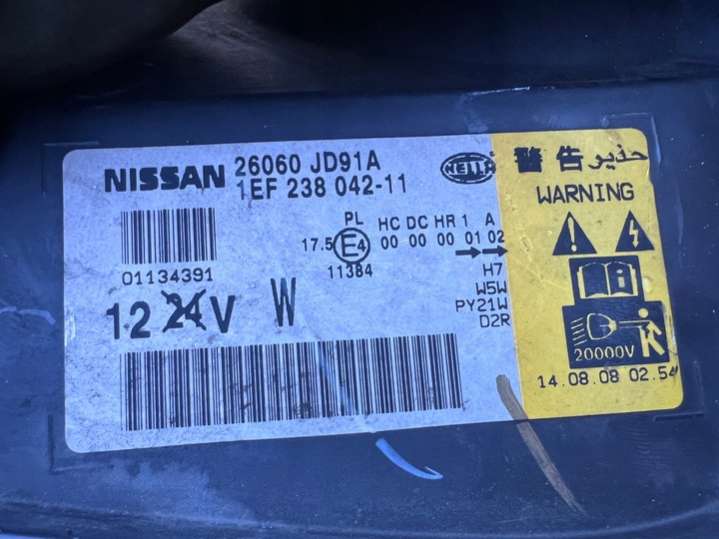 NISSAN 26060 JD91A
1EF 238 042-11
HELLA
PL HC DC HR 1 A
17.5 E4 00 00 00 01 02
11384
01134391
12 24 V W
H7
W5W
PY21W
D2R
警告 حذير
WARNING
20000V
14.08.08 02.54